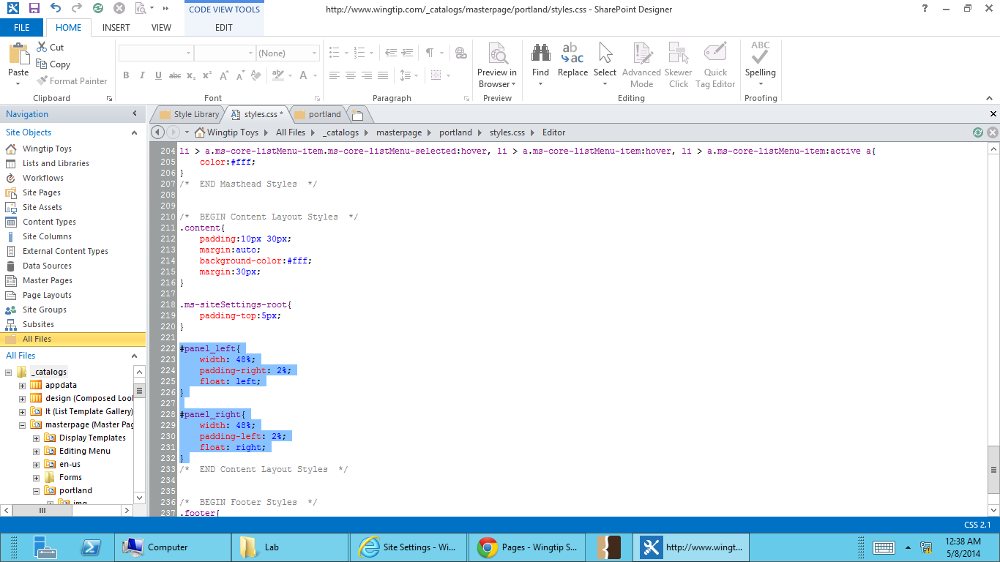 CODE VIEW TOOLS
http://www.wingtip.com/_catalogs/masterpage/portland/styles.css - SharePoint Designer
FILE HOME INSERT VIEW EDIT
Paste
Cut
Copy
Format Painter
Clipboard
(None)
B I U abc x₂ x² A A A
Font
Paragraph
Preview in Browser
Preview
Find
Replace
Select
Advanced Mode
Skewer Click
Quick Tag Editor
Editing
ABC
Spelling
Proofing
Navigation
Site Objects
Wingtip Toys
Lists and Libraries
Workflows
Site Pages
Site Assets
Content Types
Site Columns
External Content Types
Data Sources
Master Pages
Page Layouts
Site Groups
Subsites
All Files
All Files
_catalogs
appdata
design (Composed Lool
lt (List Template Gallery)
masterpage (Master Pag
Display Templates
Editing Menu
en-us
Forms
portland
img
Style Library styles.css * portland
Wingtip Toys All Files _catalogs masterpage portland styles.css Editor
204 li > a.ms-core-listMenu-item.ms-core-listMenu-selected:hover, li > a.ms-core-listMenu-item:hover, li > a.ms-core-listMenu-item:active a{
205 color:#fff;
206 }
207 /* END Masthead Styles */
208
209
210 /* BEGIN Content Layout Styles */
211 .content{
212 padding:10px 30px;
213 margin:auto;
214 background-color:#fff;
215 margin:30px;
216 }
217
218 .ms-siteSettings-root{
219 padding-top:5px;
220 }
221
222 #panel_left{
223 width: 48%;
224 padding-right: 2%;
225 float: left;
226 }
227
228 #panel_right{
229 width: 48%;
230 padding-left: 2%;
231 float: right;
232 }
233 /* END Content Layout Styles */
234
235
236 /* BEGIN Footer Styles */
237 .footer{
CSS 2.1
Computer
Lab
Site Settings - Wi...
Pages - Wingtip S...
http://www.wingt...
12:38 AM
5/8/2014